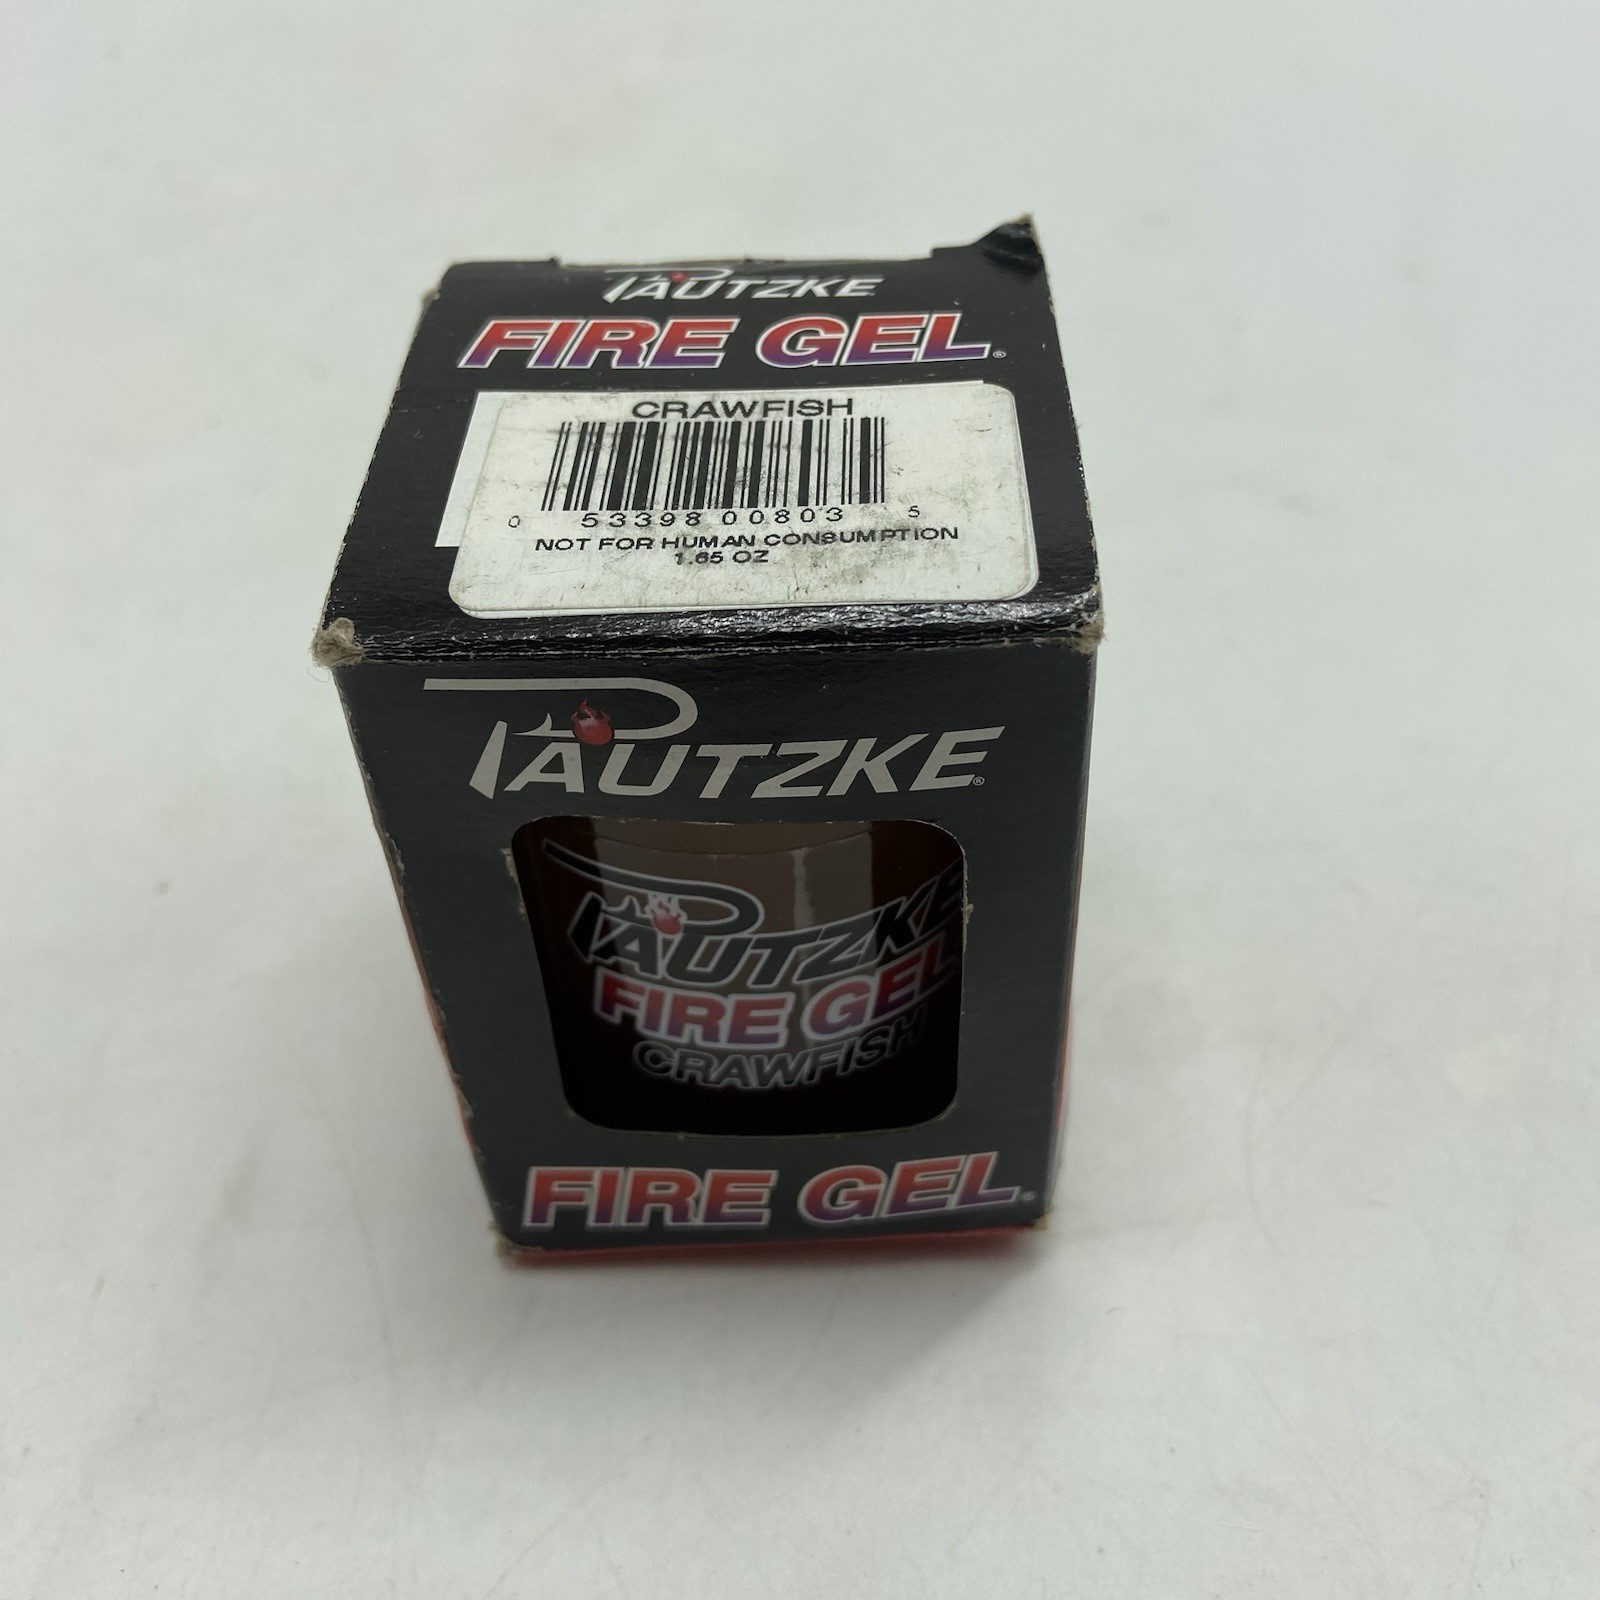 PAUTZKE
FIRE GEL®
CRAWFISH
0 53398 00803 5
NOT FOR HUMAN CONSUMPTION
1.65 OZ
PAUTZKE®
PAUTZKE
FIRE GEL
CRAWFISH
FIRE GEL®